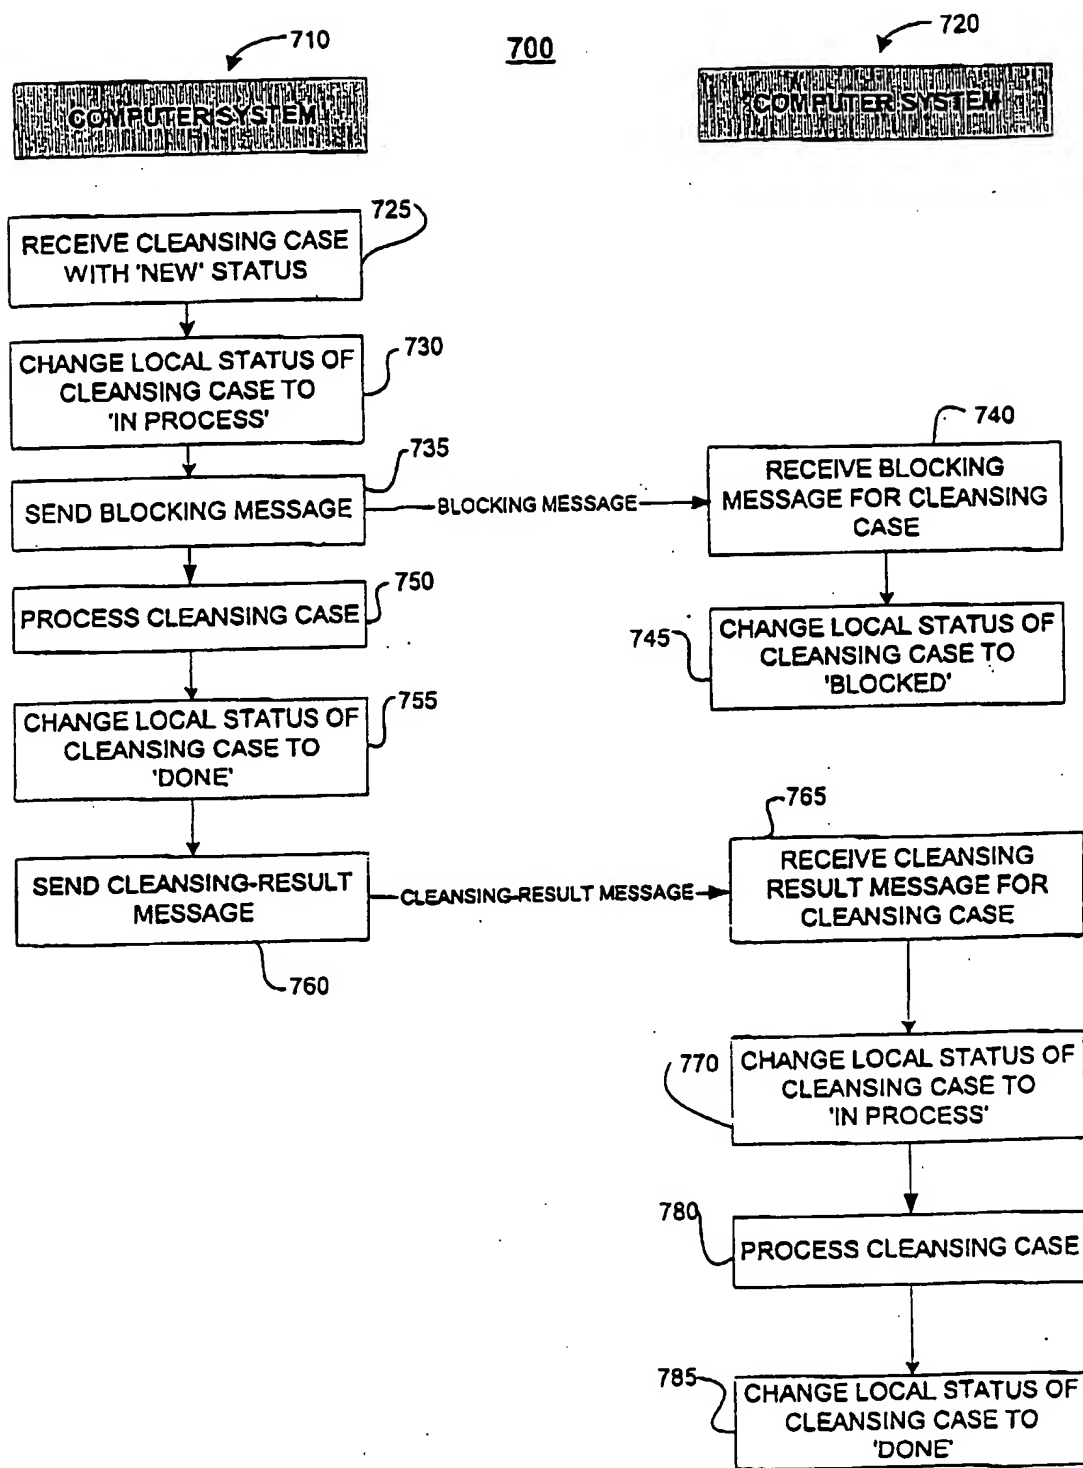 710
700
720
COMPUTER SYSTEM
COMPUTER SYSTEM
725
RECEIVE CLEANSING CASE
WITH 'NEW' STATUS
730
CHANGE LOCAL STATUS OF
CLEANSING CASE TO
'IN PROCESS'
735
SEND BLOCKING MESSAGE
BLOCKING MESSAGE
740
RECEIVE BLOCKING
MESSAGE FOR CLEANSING
CASE
750
PROCESS CLEANSING CASE
745
CHANGE LOCAL STATUS OF
CLEANSING CASE TO
'BLOCKED'
755
CHANGE LOCAL STATUS OF
CLEANSING CASE TO
'DONE'
760
SEND CLEANSING-RESULT
MESSAGE
CLEANSING-RESULT MESSAGE
765
RECEIVE CLEANSING
RESULT MESSAGE FOR
CLEANSING CASE
770
CHANGE LOCAL STATUS OF
CLEANSING CASE TO
'IN PROCESS'
780
PROCESS CLEANSING CASE
785
CHANGE LOCAL STATUS OF
CLEANSING CASE TO
'DONE'